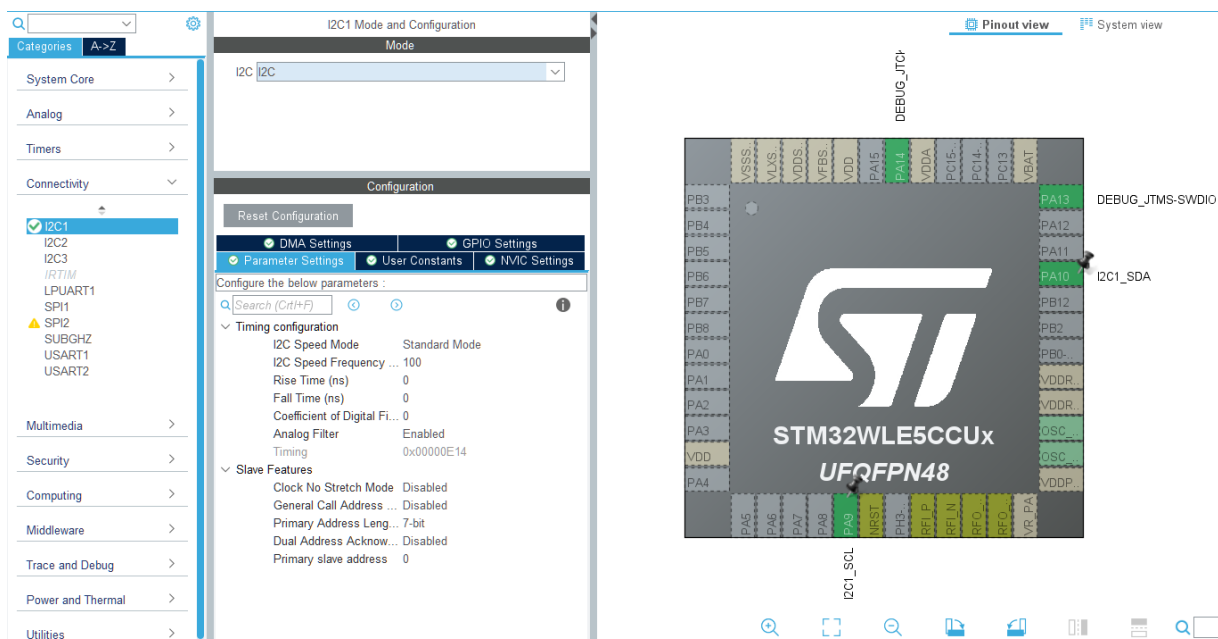 Categories
A->Z
System Core
Analog
Timers
Connectivity
I2C1
I2C2
I2C3
IRTIM
LPUART1
SPI1
SPI2
SUBGHZ
USART1
USART2
Multimedia
Security
Computing
Middleware
Trace and Debug
Power and Thermal
Utilities
I2C1 Mode and Configuration
Mode
I2C I2C
Configuration
Reset Configuration
DMA Settings
GPIO Settings
Parameter Settings
User Constants
NVIC Settings
Configure the below parameters :
Search (Crtl+F)
Timing configuration
I2C Speed Mode Standard Mode
I2C Speed Frequency ... 100
Rise Time (ns) 0
Fall Time (ns) 0
Coefficient of Digital Fi... 0
Analog Filter Enabled
Timing 0x00000E14
Slave Features
Clock No Stretch Mode Disabled
General Call Address ... Disabled
Primary Address Leng... 7-bit
Dual Address Acknow... Disabled
Primary slave address 0
Pinout view
System view
VSSS..
VLXS..
VDDS..
VFBS..
VDD
PA15
PA14
VDDA
PC15-..
PC14-..
PC13
VBAT
PB3
PB4
PB5
PB6
PB7
PB8
PA0
PA1
PA2
PA3
VDD
PA4
PA13
DEBUG_JTMS-SWDIO
PA12
PA11
PA10
I2C1_SDA
PB12
PB2
PB0-..
VDDR..
VDDR..
OSC_..
OSC_..
VDDP..
STM32WLE5CCUx
UFQFPN48
PA5
PA6
PA7
PA8
PA9
NRST
PH3-..
RFI_P
RFI_N
RFO_..
RFO_..
VR_PA
I2C1_SCL